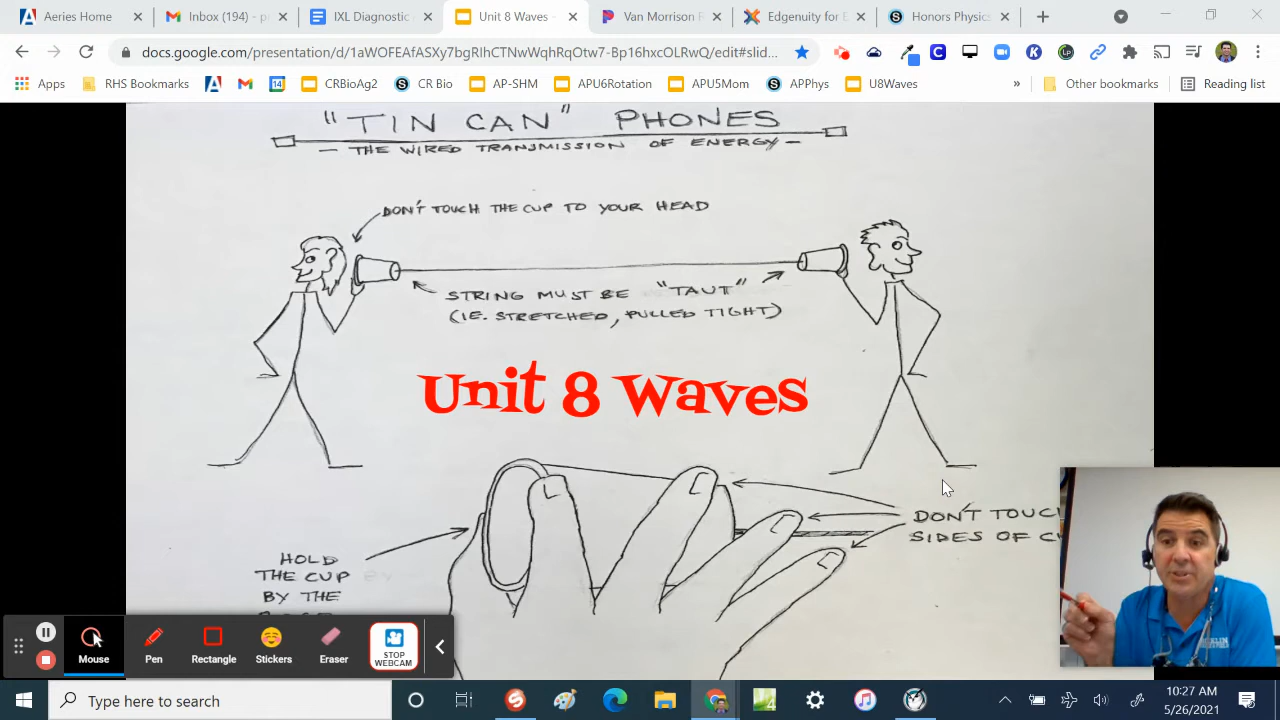 Aeries Home
Inbox (194) - p
IXL Diagnostic
Unit 8 Waves -
Van Morrison R
Edgenuity for E
Honors Physics
docs.google.com/presentation/d/1aWOFEAfASXy7bgRhCTNwWqhRqOtw7-Bp16hxcOLRwQ/edit#slid...
Apps
RHS Bookmarks
CRBioAg2
CR Bio
APU-SHM
APU6Rotation
APU5Mom
APPhys
U8Waves
»
Other bookmarks
Reading list
"TIN CAN" PHONES
- THE WIRED TRANSMISSION OF ENERGY -
DON'T TOUCH THE CUP TO YOUR HEAD
STRING MUST BE "TAUT"
(IE. STRETCHED, PULLED TIGHT)
Unit 8 Waves
DON'T TOUC
SIDES OF C
HOLD
THE CUP
BY THE
Mouse
Pen
Rectangle
Stickers
Eraser
STOP
WEBCAM
Type here to search
10:27 AM
5/26/2021